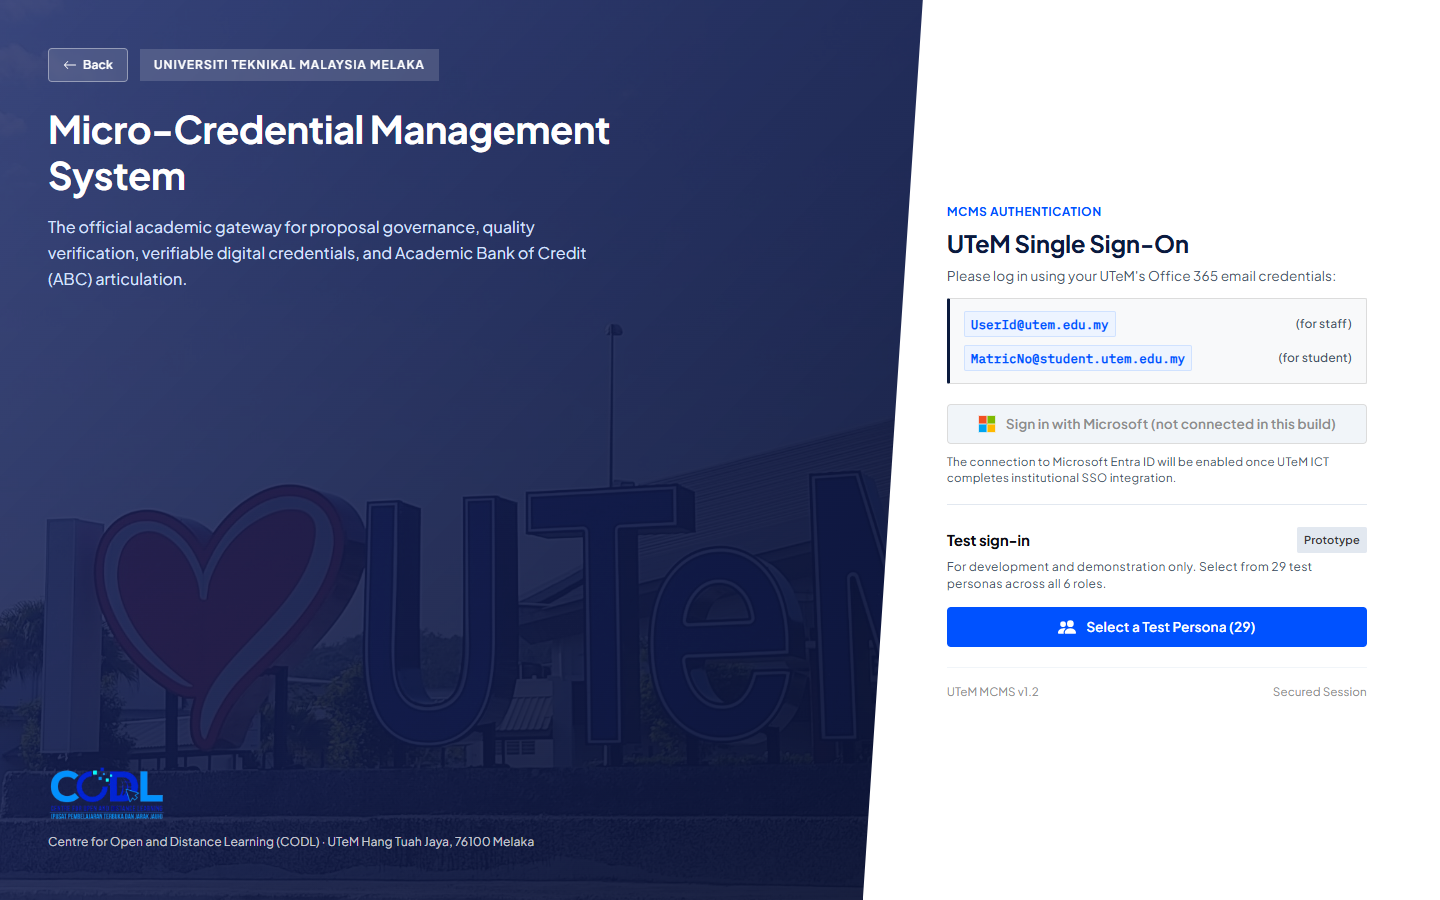 ← Back
UNIVERSITI TEKNIKAL MALAYSIA MELAKA
Micro-Credential Management
System
The official academic gateway for proposal governance, quality
verification, verifiable digital credentials, and Academic Bank of Credit
(ABC) articulation.
I UTeM
CODL
Centre for Open and Distance Learning (CODL) · UTeM Hang Tuah Jaya, 76100 Melaka
MCMS AUTHENTICATION
UTeM Single Sign-On
Please log in using your UTeM's Office 365 email credentials:
UserId@utem.edu.my (for staff)
MatricNo@student.utem.edu.my (for student)
Sign in with Microsoft (not connected in this build)
The connection to Microsoft Entra ID will be enabled once UTeM ICT
completes institutional SSO integration.
Test sign-in Prototype
For development and demonstration only. Select from 29 test
personas across all 6 roles.
Select a Test Persona (29)
UTeM MCMS v1.2 Secured Session